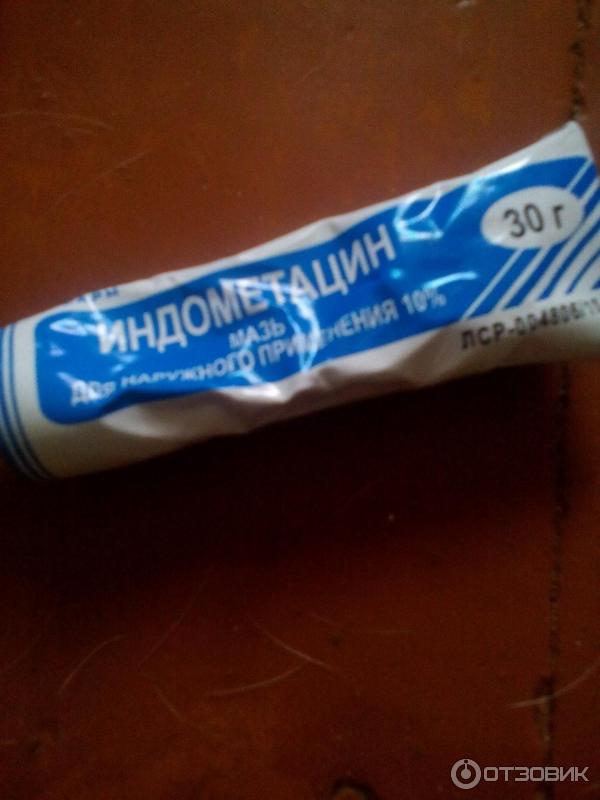 ИНДОМЕТАЦИН
МАЗЬ
ДЛЯ НАРУЖНОГО ПРИМЕНЕНИЯ 10%
30 г
ОТЗОВИК